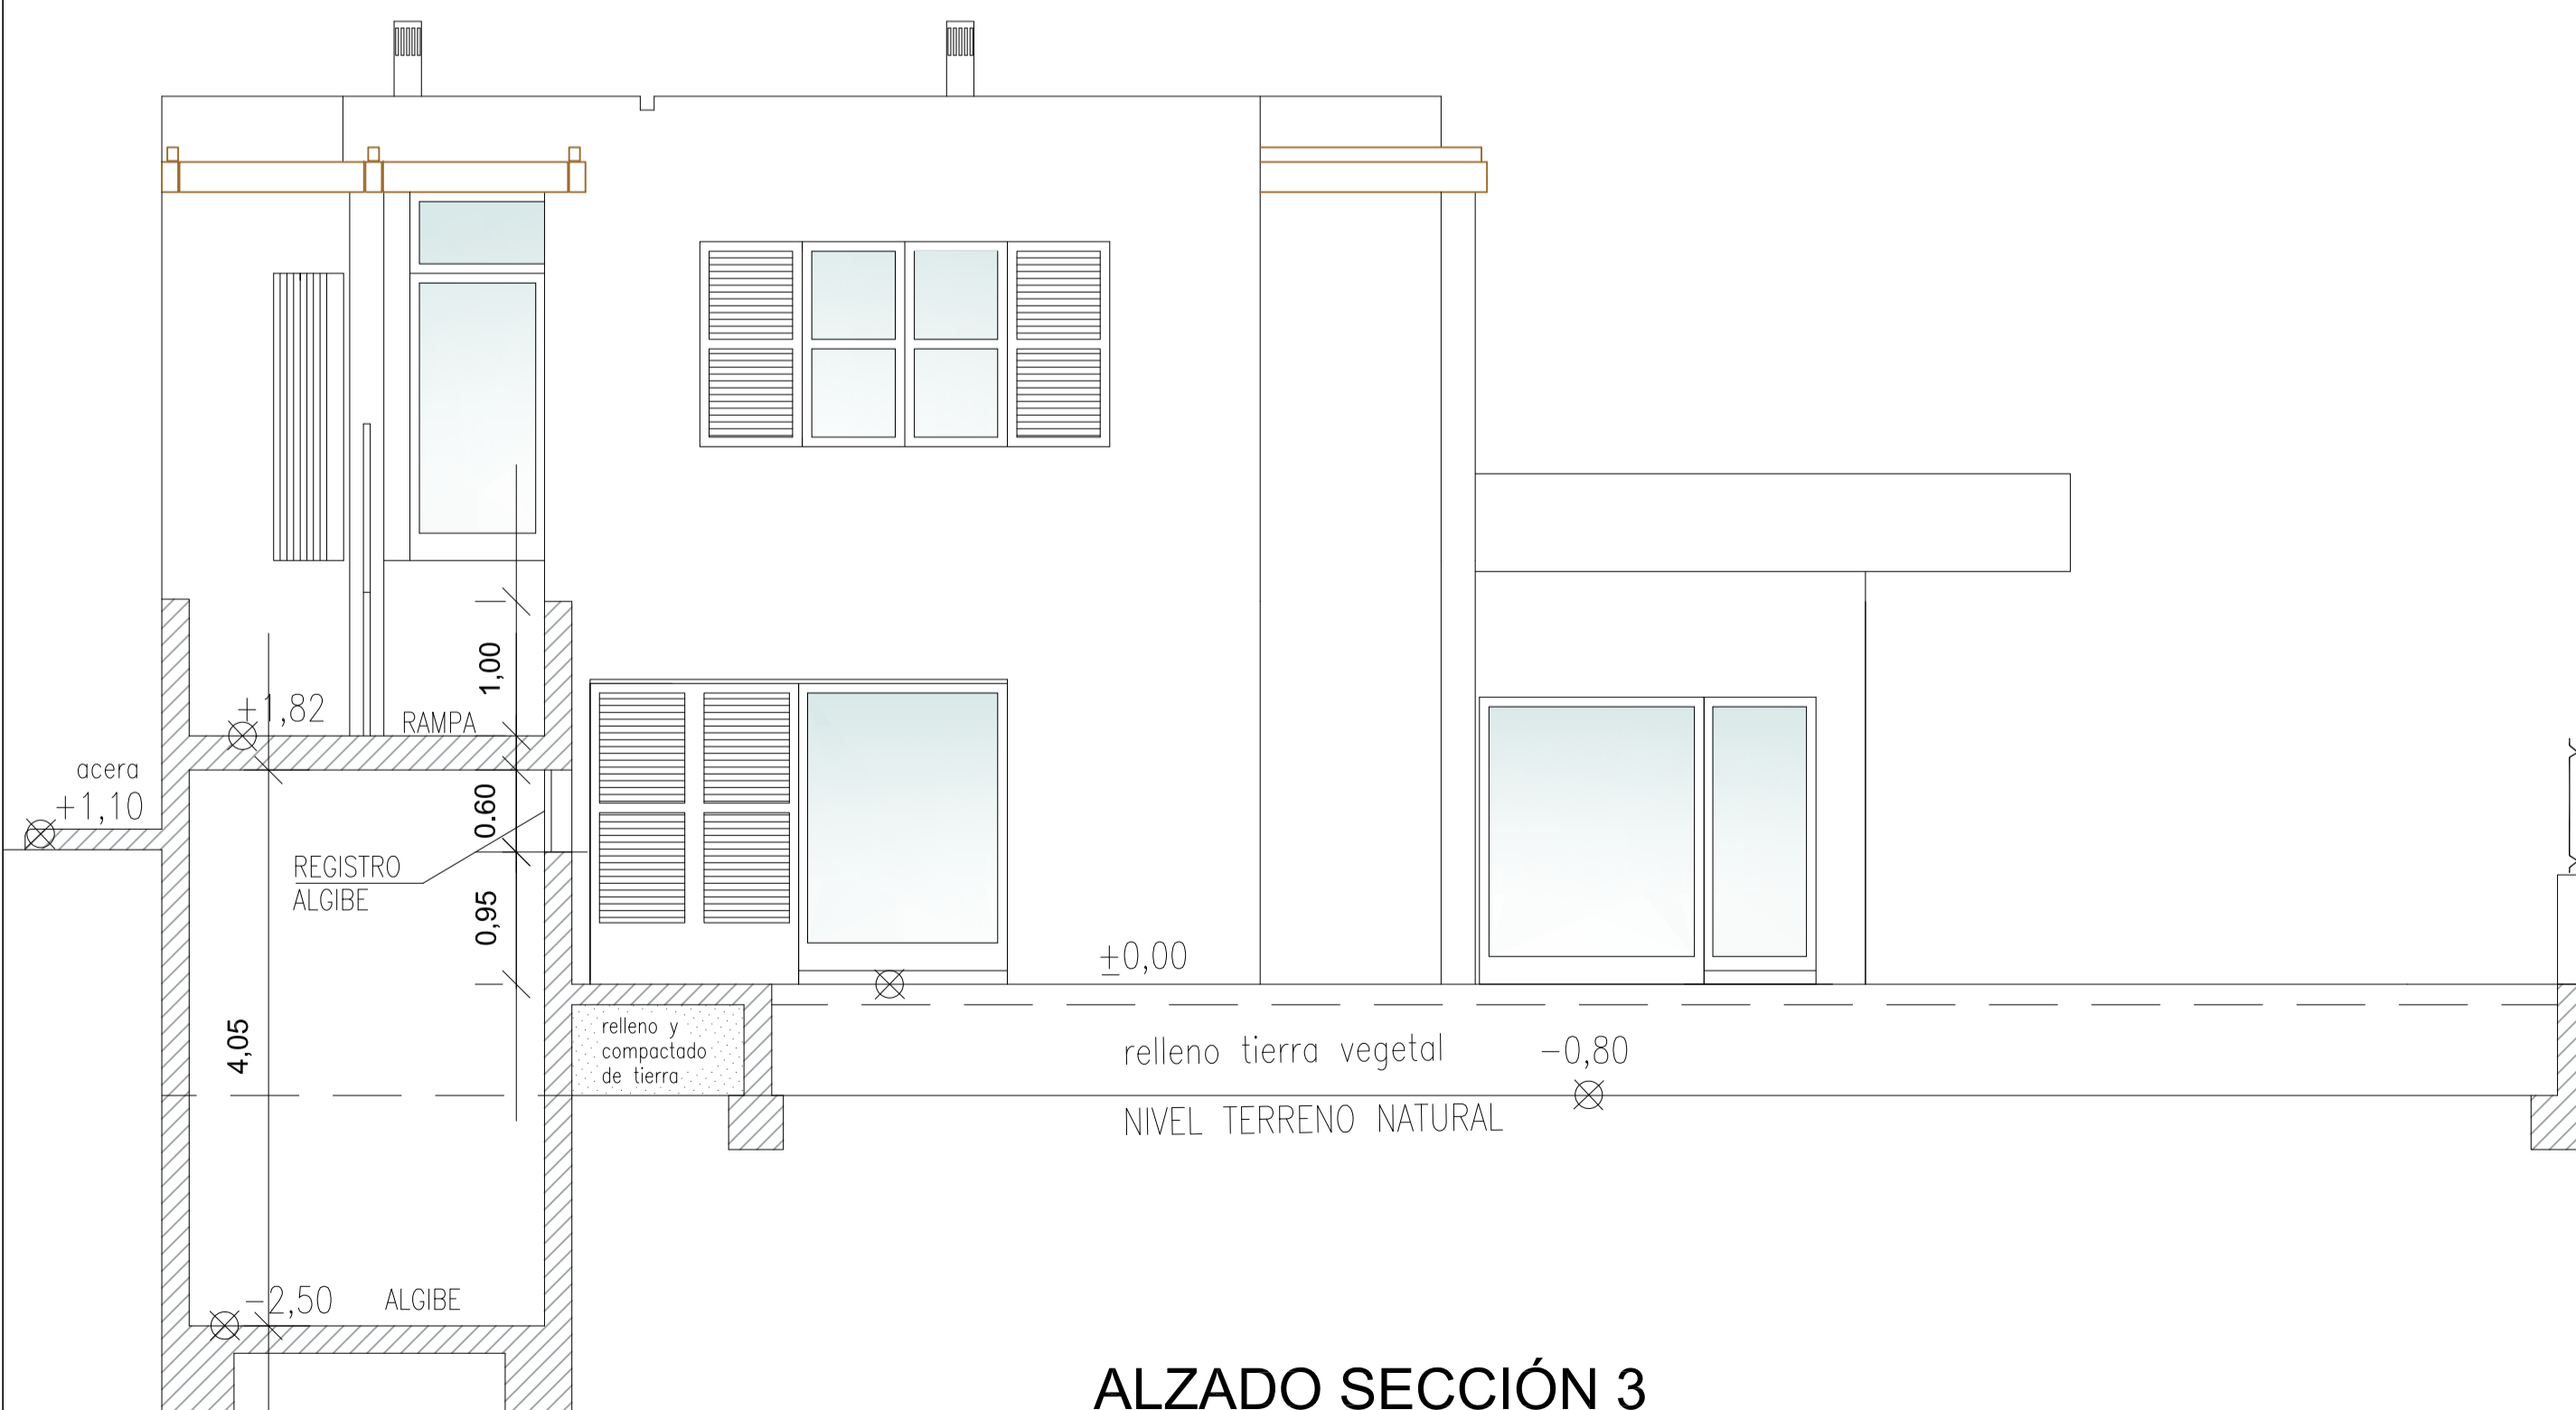 1,00
+1,82
RAMPA
acera
+1,10
0.60
REGISTRO
ALGIBE
0,95
±0,00
4,05
relleno y
compactado
de tierra
relleno tierra vegetal
-0,80
NIVEL TERRENO NATURAL
-2,50
ALGIBE
ALZADO SECCIÓN 3